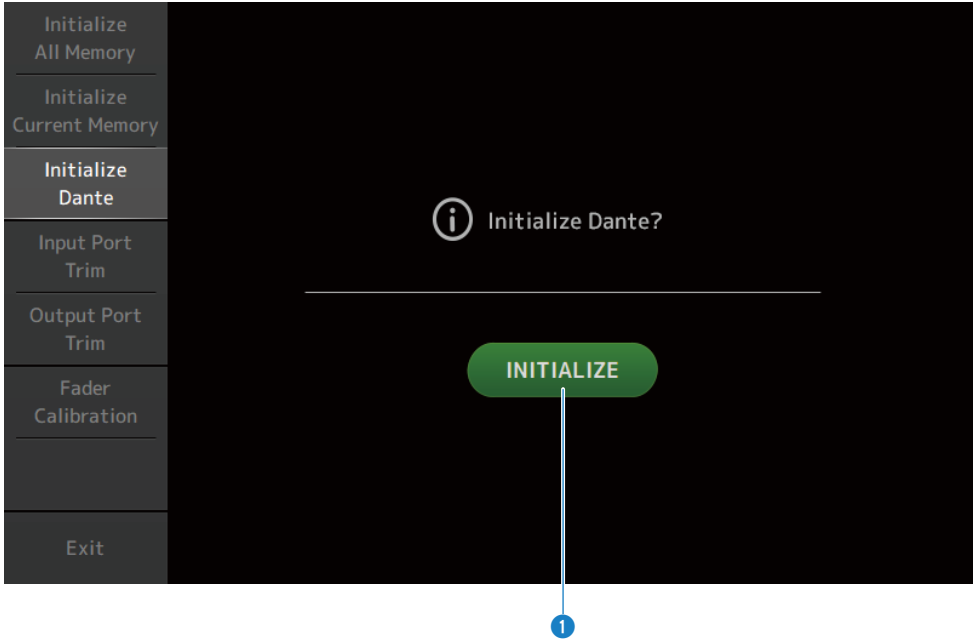 Initialize
All Memory
Initialize
Current Memory
Initialize
Dante
Input Port
Trim
Output Port
Trim
Fader
Calibration
Exit
Initialize Dante?
INITIALIZE
1